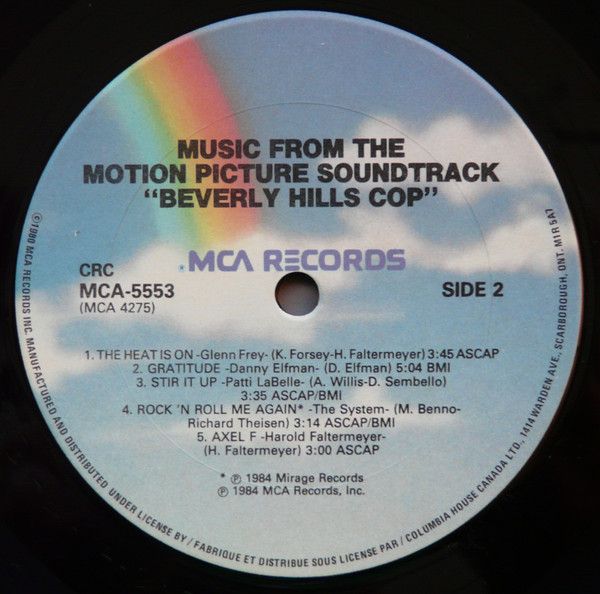 MUSIC FROM THE
MOTION PICTURE SOUNDTRACK
"BEVERLY HILLS COP"
MCA RECORDS
CRC
MCA-5553
(MCA 4275)
SIDE 2
1. THE HEAT IS ON -Glenn Frey- (K. Forsey-H. Faltermeyer) 3:45 ASCAP
2. GRATITUDE -Danny Elfman- (D. Elfman) 5:04 BMI
3. STIR IT UP -Patti LaBelle- (A. Willis-D. Sembello)
3:35 ASCAP/BMI
4. ROCK 'N ROLL ME AGAIN* -The System- (M. Benno-
Richard Theisen) 3:14 ASCAP/BMI
5. AXEL F -Harold Faltermeyer-
(H. Faltermeyer) 3:00 ASCAP
* ℗ 1984 Mirage Records
℗ 1984 MCA Records, Inc.
©1980 MCA RECORDS INC. MANUFACTURED AND DISTRIBUTED UNDER LICENSE BY / FABRIQUE ET DISTRIBUE SOUS LICENSE PAR / COLUMBIA HOUSE CANADA LTD., 1414 WARDEN AVE., SCARBOROUGH, ONT. M1R 5A7